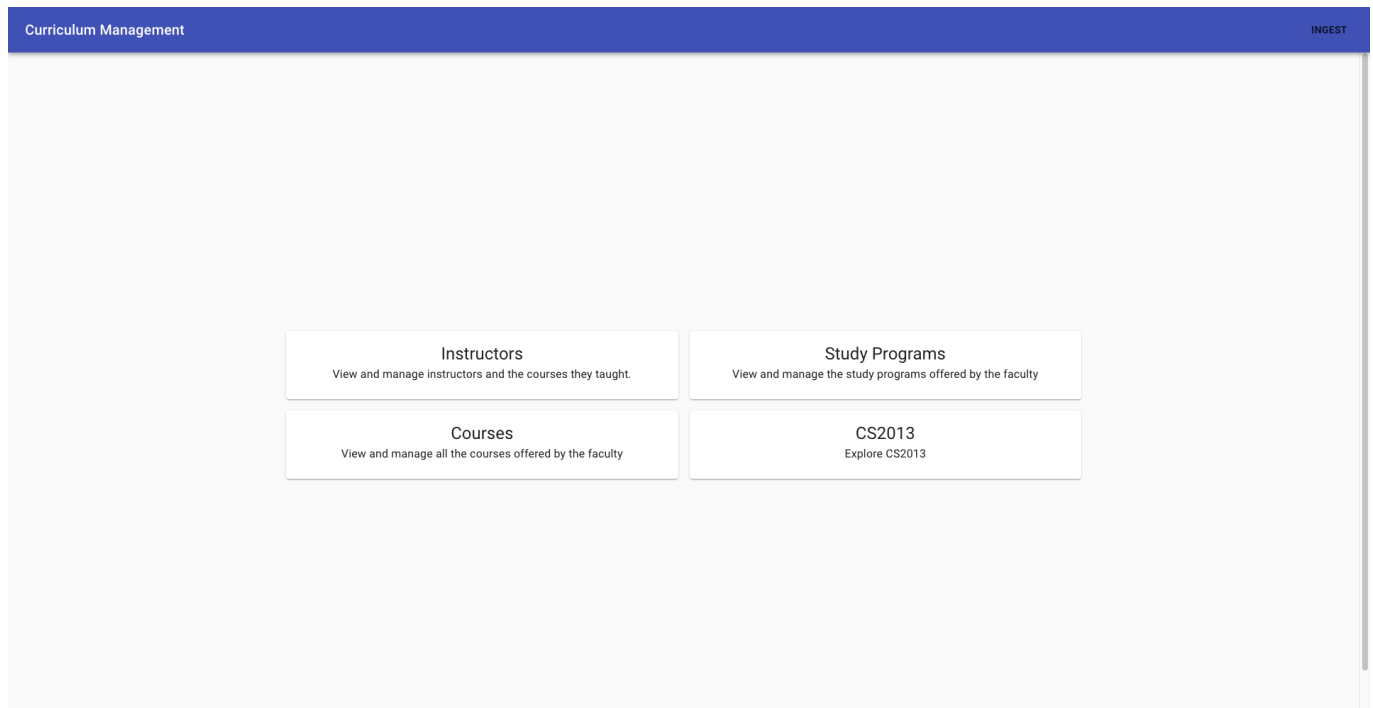 Curriculum Management
INGEST
Instructors
View and manage instructors and the courses they taught.
Study Programs
View and manage the study programs offered by the faculty
Courses
View and manage all the courses offered by the faculty
CS2013
Explore CS2013